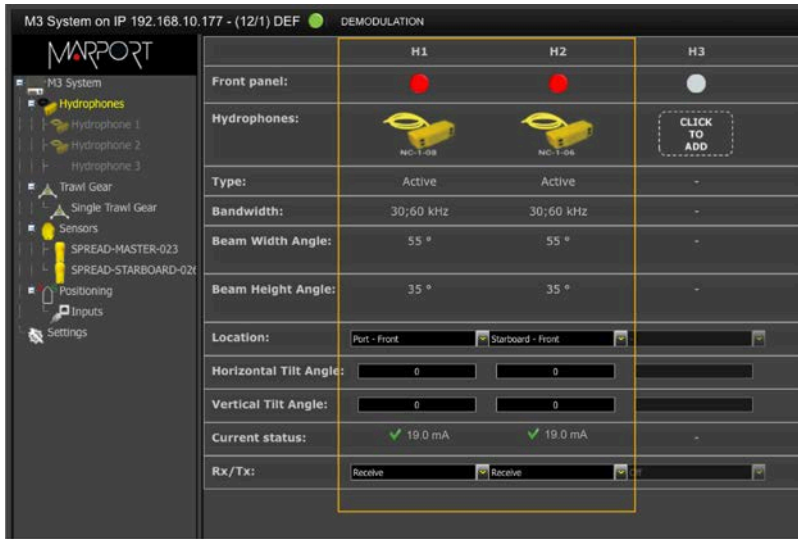 M3 System on IP 192.168.10.177 - (12/1) DEF DEMODULATION
MARPORT
M3 System
Hydrophones
Hydrophone 1
Hydrophone 2
Hydrophone 3
Trawl Gear
Single Trawl Gear
Sensors
SPREAD-MASTER-023
SPREAD-STARBOARD-026
Positioning
Inputs
Settings
H1 H2 H3
Front panel:
Hydrophones: NC-1-08 NC-1-06 CLICK TO ADD
Type: Active Active -
Bandwidth: 30;60 kHz 30;60 kHz -
Beam Width Angle: 55 ° 55 ° -
Beam Height Angle: 35 ° 35 ° -
Location: Port - Front Starboard - Front -
Horizontal Tilt Angle: 0 0
Vertical Tilt Angle: 0 0
Current status: 19.0 mA 19.0 mA -
Rx/Tx: Receive Receive Off